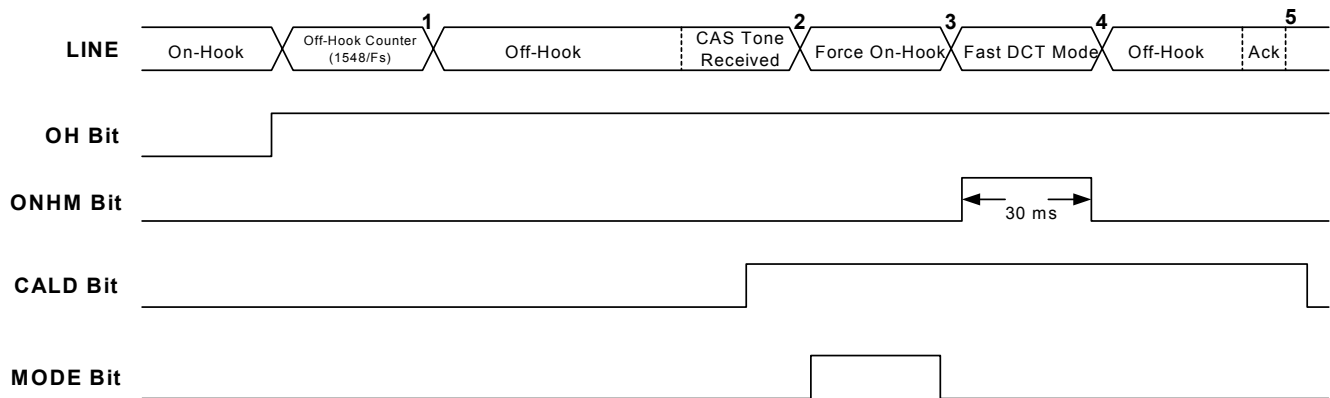 1 2 3 4 5
LINE On-Hook Off-Hook Counter (1548/Fs) Off-Hook CAS Tone Received Force On-Hook Fast DCT Mode Off-Hook Ack
OH Bit
ONHM Bit
30 ms
CALD Bit
MODE Bit